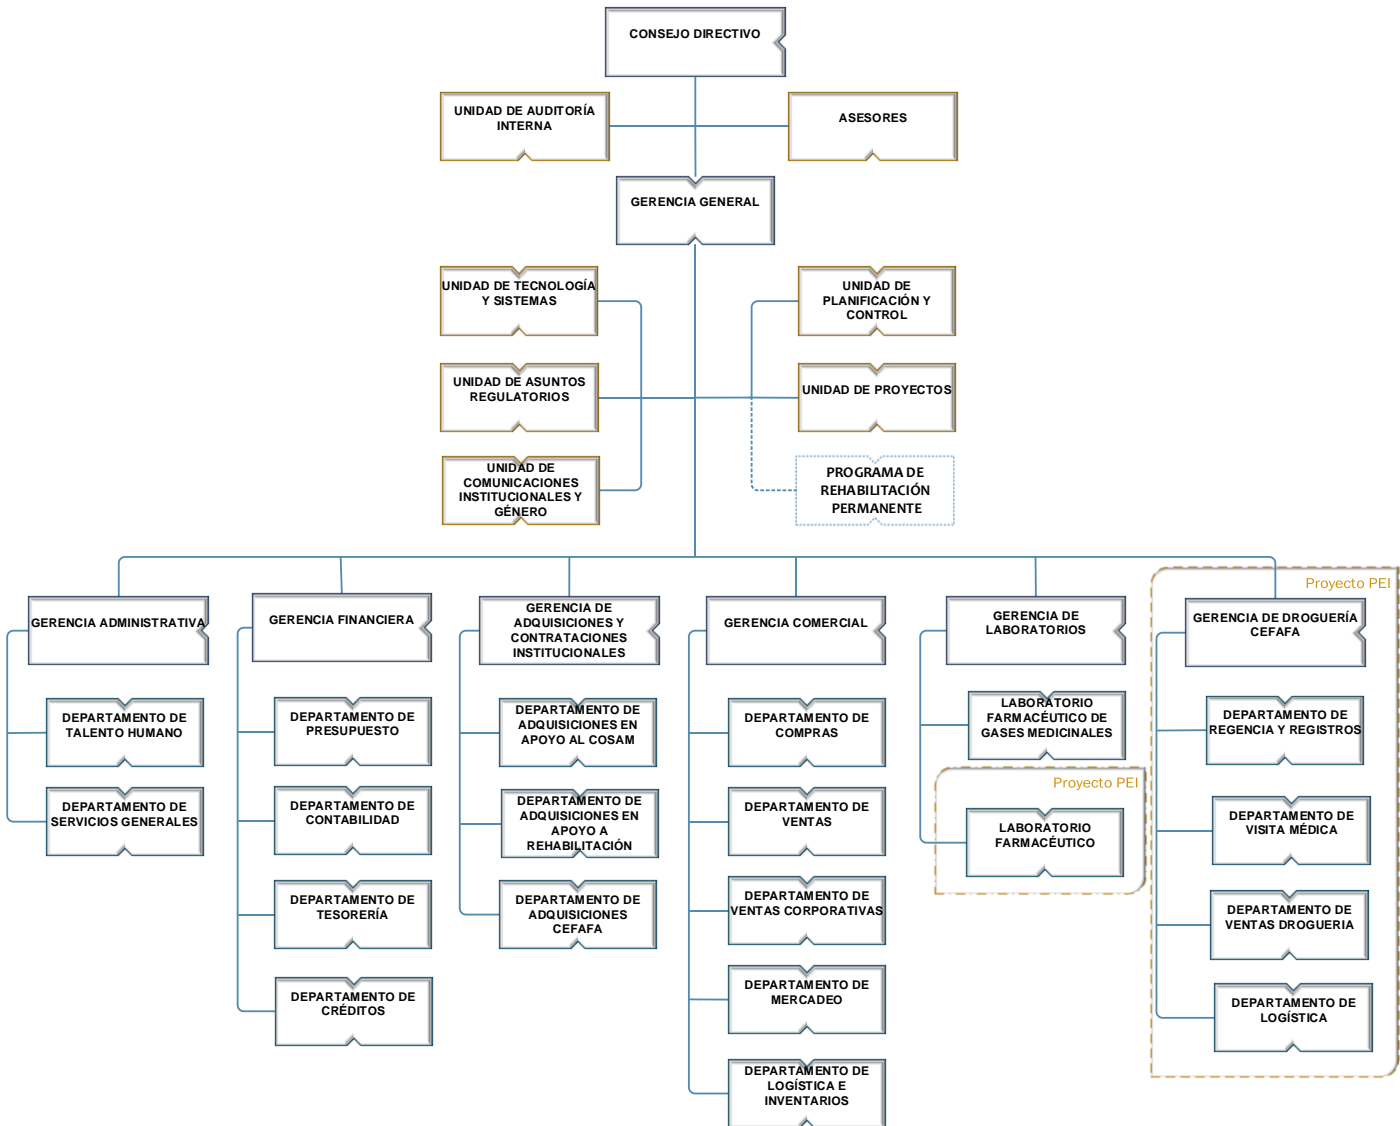 CONSEJO DIRECTIVO
UNIDAD DE AUDITORÍA
INTERNA
ASESORES
GERENCIA GENERAL
UNIDAD DE TECNOLOGÍA
Y SISTEMAS
UNIDAD DE
PLANIFICACIÓN Y
CONTROL
UNIDAD DE ASUNTOS
REGULATORIOS
UNIDAD DE PROYECTOS
UNIDAD DE
COMUNICACIONES
INSTITUCIONALES Y
GÉNERO
PROGRAMA DE
REHABILITACIÓN
PERMANENTE
GERENCIA ADMINISTRATIVA
DEPARTAMENTO DE
TALENTO HUMANO
DEPARTAMENTO DE
SERVICIOS GENERALES
GERENCIA FINANCIERA
DEPARTAMENTO DE
PRESUPUESTO
DEPARTAMENTO DE
CONTABILIDAD
DEPARTAMENTO DE
TESORERÍA
DEPARTAMENTO DE
CRÉDITOS
GERENCIA DE
ADQUISICIONES Y
CONTRATACIONES
INSTITUCIONALES
DEPARTAMENTO DE
ADQUISICIONES EN
APOYO AL COSAM
DEPARTAMENTO DE
ADQUISICIONES EN
APOYO A
REHABILITACIÓN
DEPARTAMENTO DE
ADQUISICIONES
CEFAFA
GERENCIA COMERCIAL
DEPARTAMENTO DE
COMPRAS
DEPARTAMENTO DE
VENTAS
DEPARTAMENTO DE
VENTAS CORPORATIVAS
DEPARTAMENTO DE
MERCADEO
DEPARTAMENTO DE
LOGÍSTICA E
INVENTARIOS
GERENCIA DE
LABORATORIOS
LABORATORIO
FARMACÉUTICO DE
GASES MEDICINALES
Proyecto PEI
LABORATORIO
FARMACÉUTICO
Proyecto PEI
GERENCIA DE DROGUERÍA
CEFAFA
DEPARTAMENTO DE
REGENCIA Y REGISTROS
DEPARTAMENTO DE
VISITA MÉDICA
DEPARTAMENTO DE
VENTAS DROGUERIA
DEPARTAMENTO DE
LOGÍSTICA